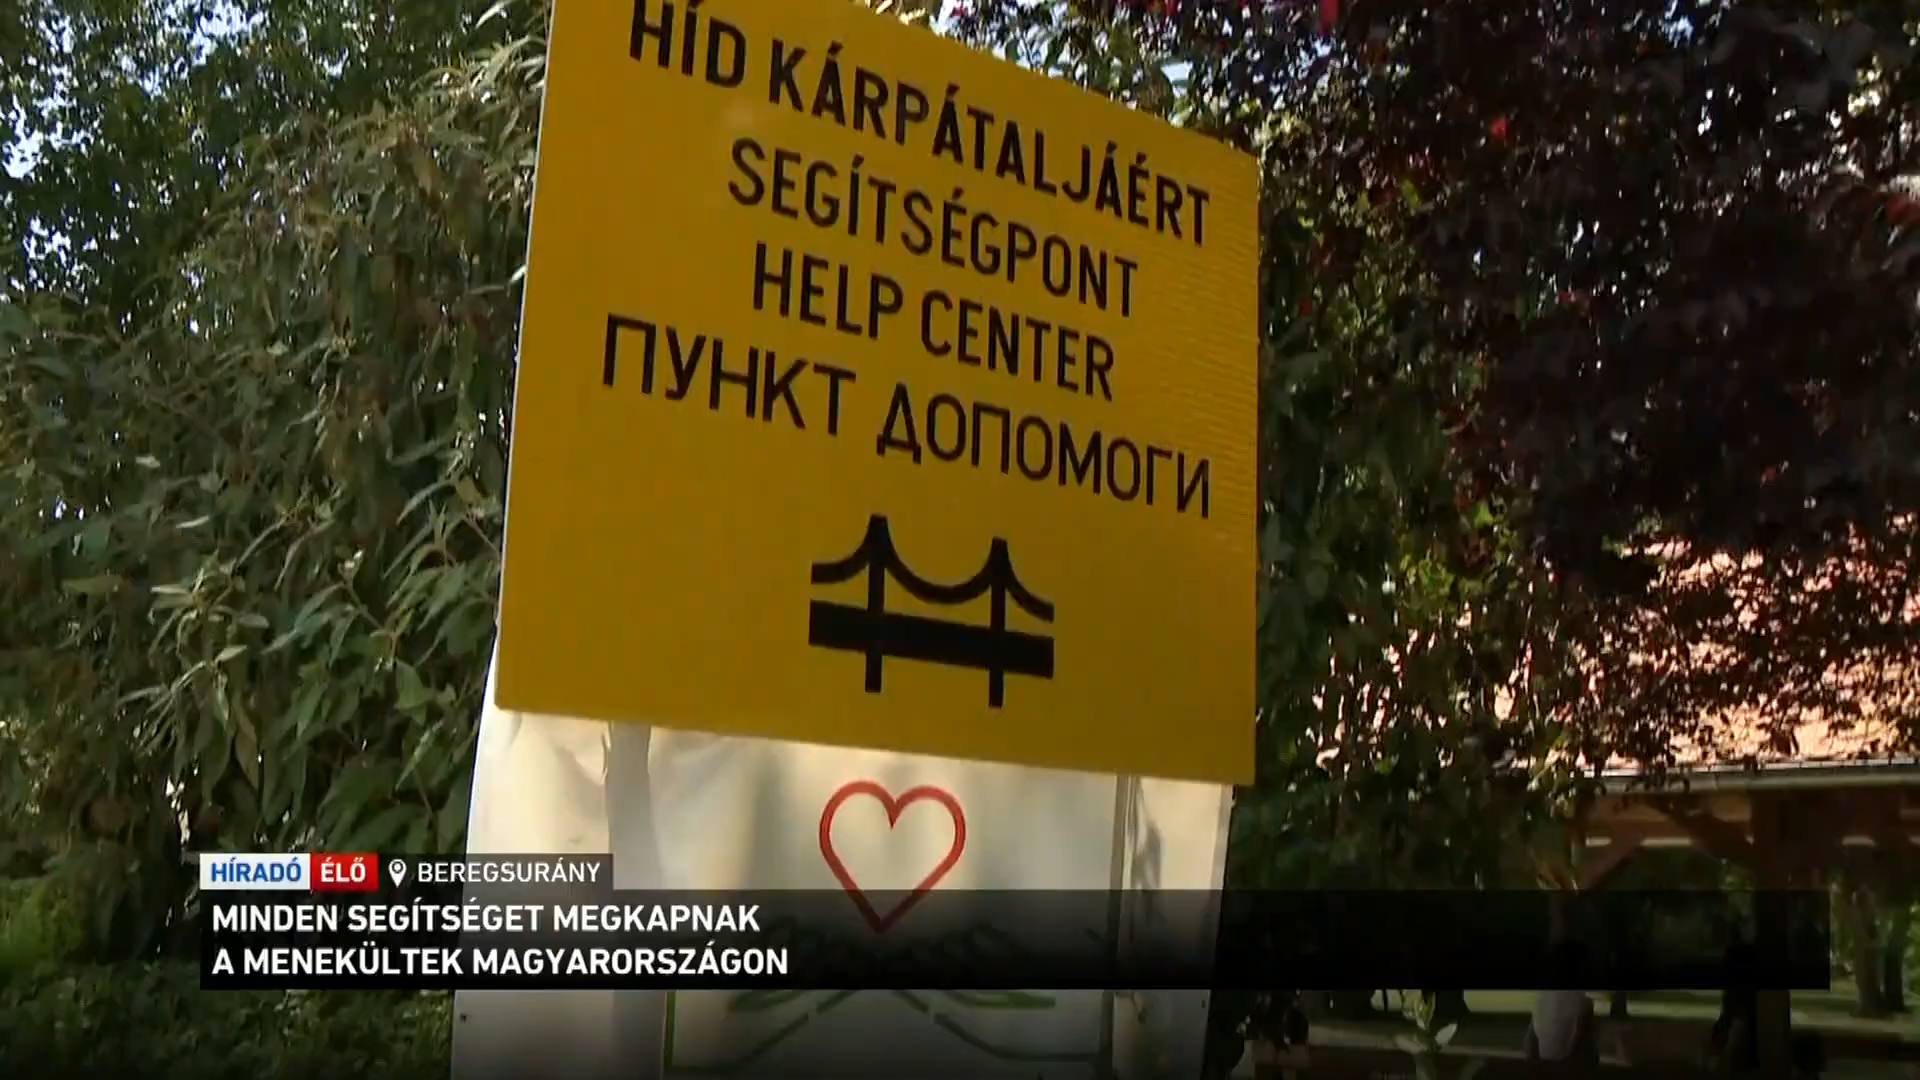 HÍD KÁRPÁTALJÁÉRT
SEGÍTSÉGPONT
HELP CENTER
ПУНКТ ДОПОМОГИ
HÍRADÓ ÉLŐ BEREGSURÁNY
MINDEN SEGÍTSÉGET MEGKAPNAK
A MENEKÜLTEK MAGYARORSZÁGON